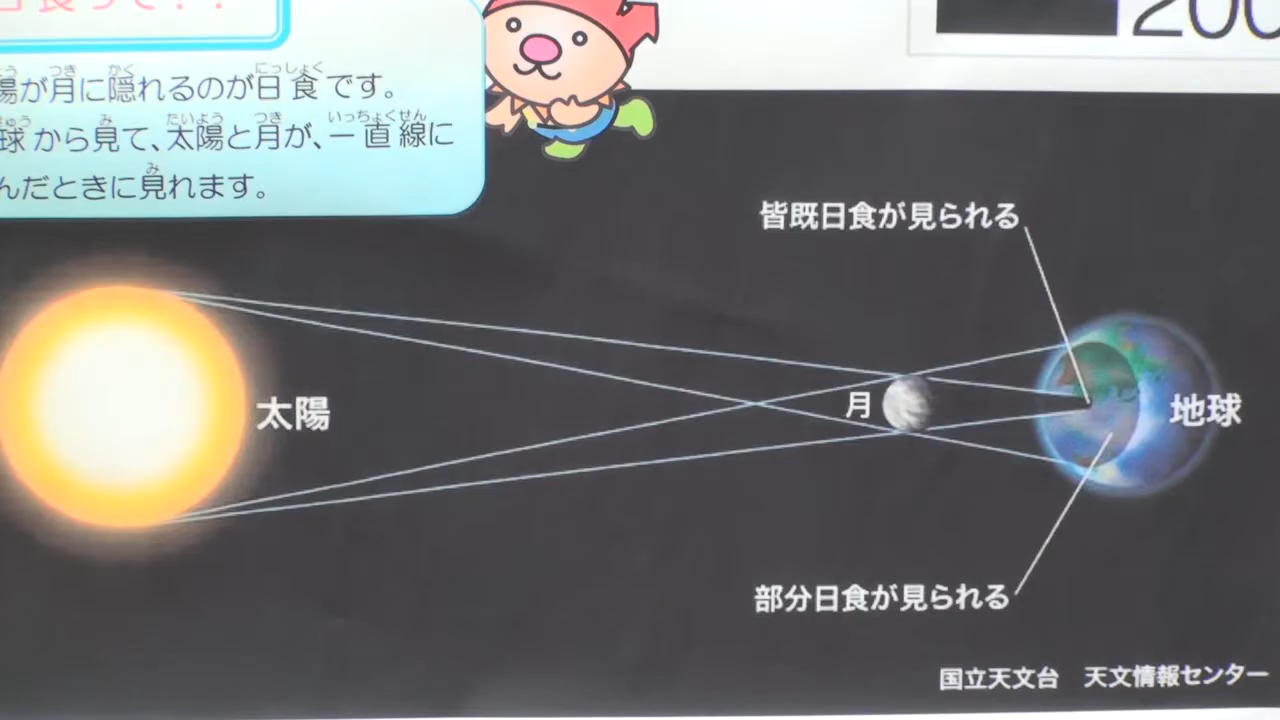 陽が月に隠れるのが日食です。
球から見て、太陽と月が、一直線に
んだときに見れます。
200
皆既日食が見られる
太陽
月
地球
部分日食が見られる
国立天文台 天文情報センター